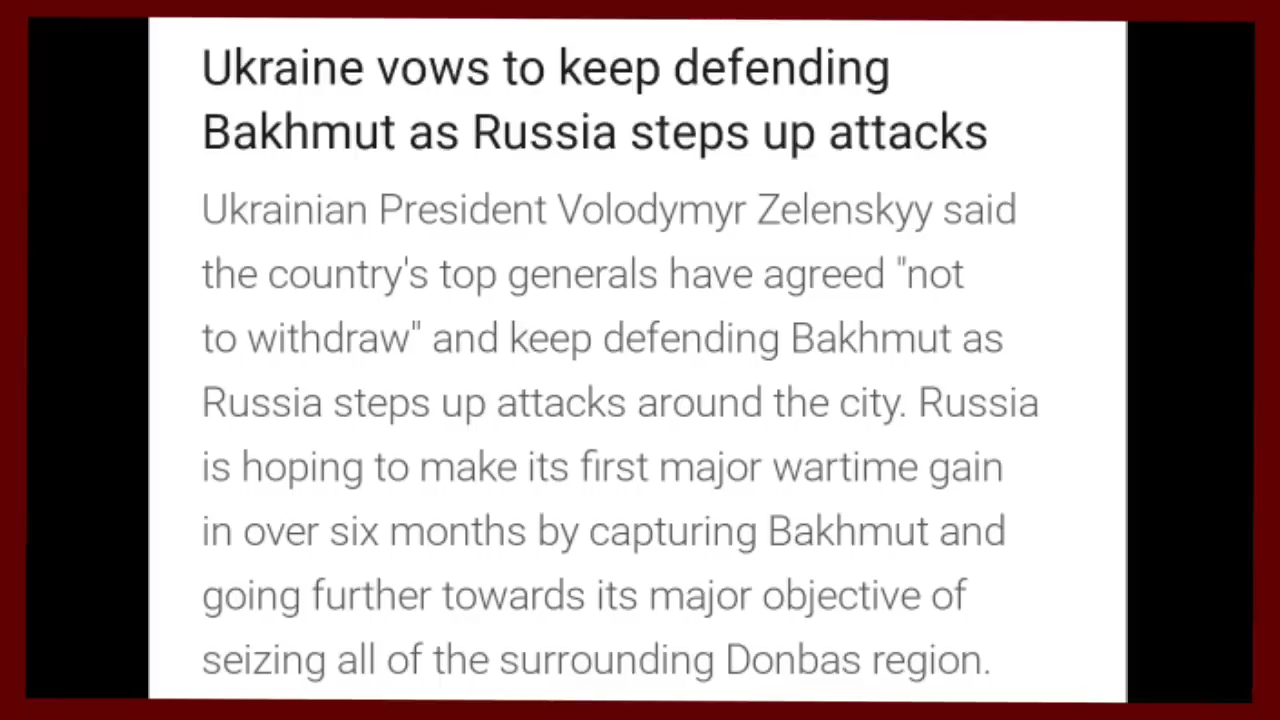 Ukraine vows to keep defending
Bakhmut as Russia steps up attacks
Ukrainian President Volodymyr Zelenskyy said
the country's top generals have agreed "not
to withdraw" and keep defending Bakhmut as
Russia steps up attacks around the city. Russia
is hoping to make its first major wartime gain
in over six months by capturing Bakhmut and
going further towards its major objective of
seizing all of the surrounding Donbas region.